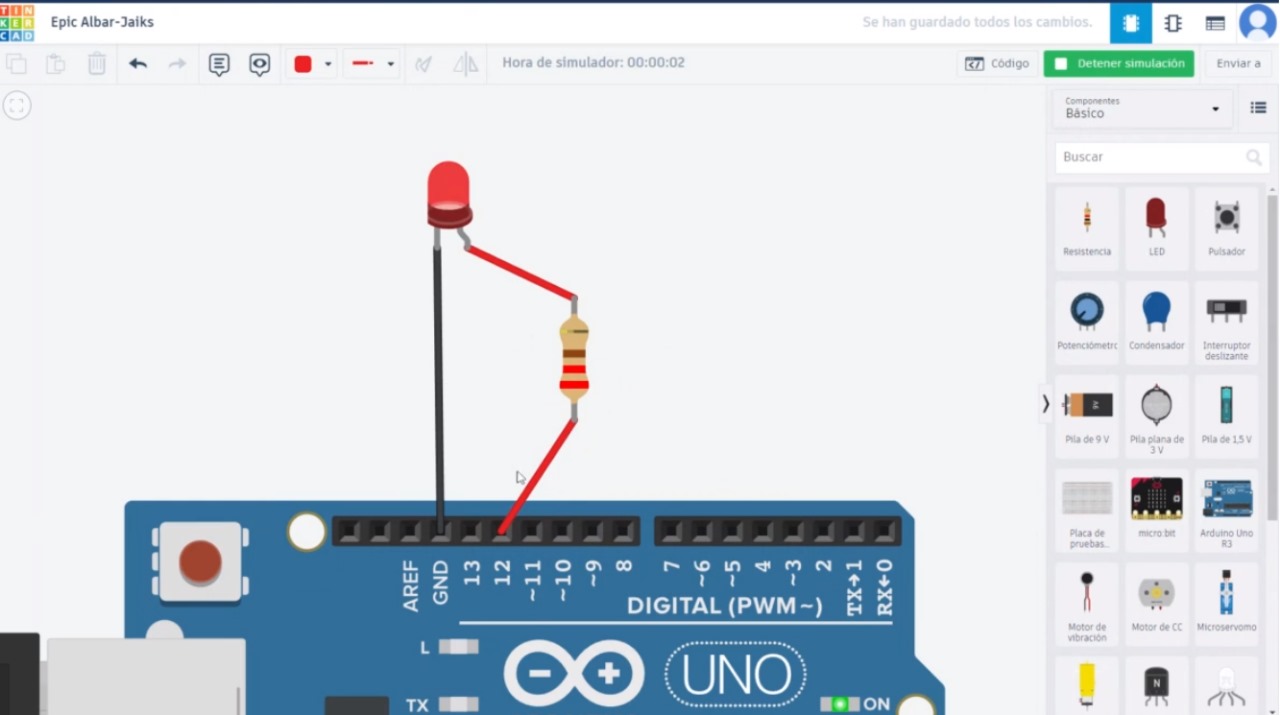 TIN
KER
CAD
Epic Albar-Jaiks
Se han guardado todos los cambios.
Hora de simulador: 00:00:02
Código
Detener simulación
Enviar a
Componentes
Básico
Buscar
Resistencia
LED
Pulsador
Potenciómetro
Condensador
Interruptor
deslizante
9V
Pila de 9 V
Pila plana de
3 V
Pila de 1,5 V
Placa de
pruebas...
micro:bit
Arduino Uno
R3
Motor de
vibración
Motor de CC
Microservomo
N
AREF
GND
13
12
~11
~10
~9
8
7
~6
~5
4
~3
2
TX→1
RX←0
DIGITAL (PWM~)
L
TX
UNO
ON